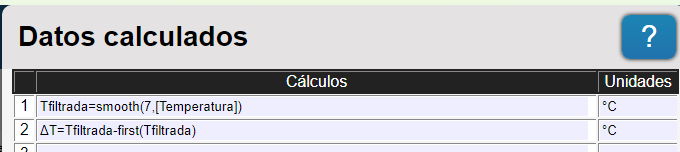 Datos calculados
?
Cálculos Unidades
1 Tfiltrada=smooth(7,[Temperatura]) °C
2 ΔT=Tfiltrada-first(Tfiltrada) °C